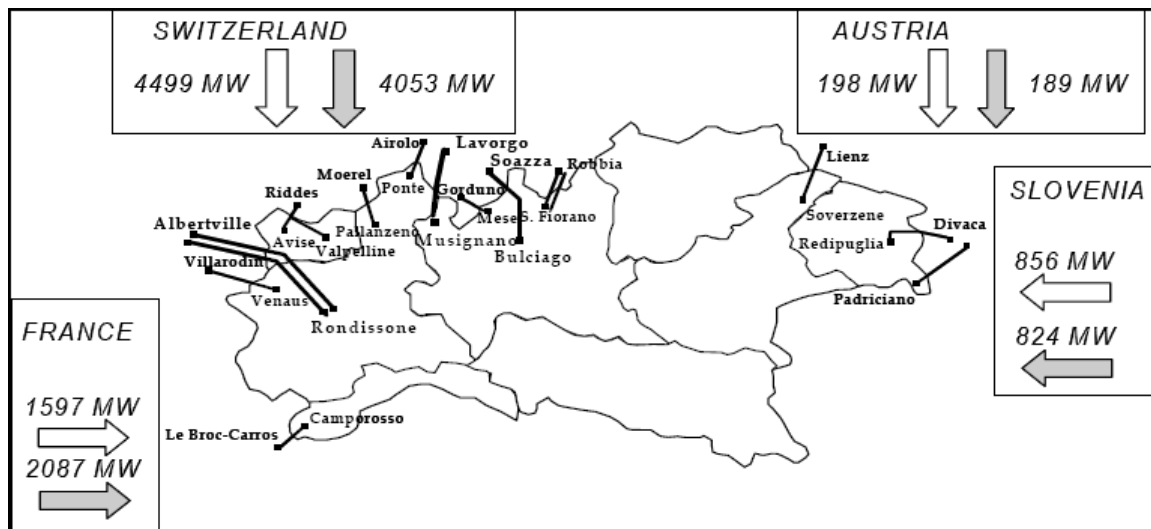 SWITZERLAND
4499 MW
4053 MW
AUSTRIA
198 MW
189 MW
Airolo
Lavorgo
Soazza
Robbia
Lienz
Moerel
Ponte
Gorduno
SLOVENIA
Riddes
Mese
S. Fiorano
Soverzene
Albertville
Pallanzeno
Musignano
Divaca
Avise
Valpelline
Redipuglia
Bulciago
Villarodin
856 MW
Venaus
Padriciano
Rondissone
FRANCE
824 MW
1597 MW
Camporosso
Le Broc-Carros
2087 MW